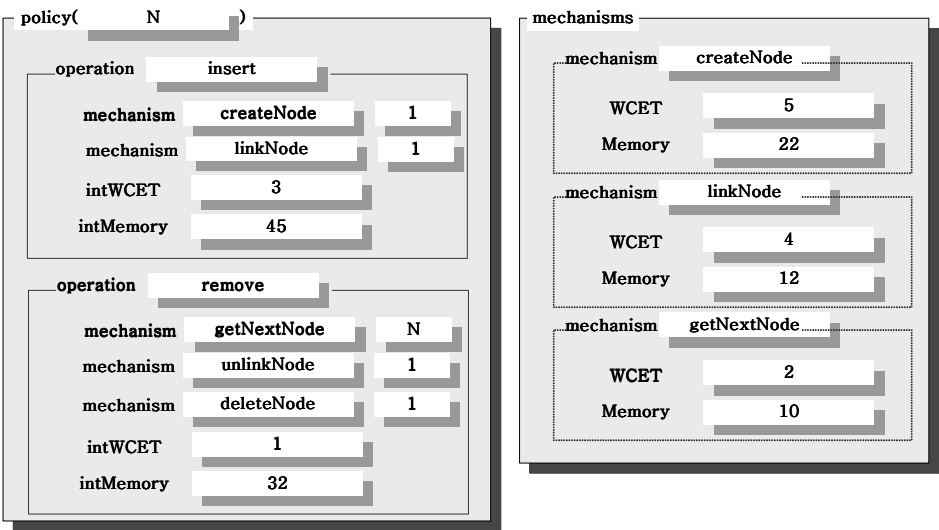 policy( N )
operation insert
mechanism createNode 1
mechanism linkNode 1
intWCET 3
intMemory 45
operation remove
mechanism getNextNode N
mechanism unlinkNode 1
mechanism deleteNode 1
intWCET 1
intMemory 32
mechanisms
mechanism createNode
WCET 5
Memory 22
mechanism linkNode
WCET 4
Memory 12
mechanism getNextNode
WCET 2
Memory 10